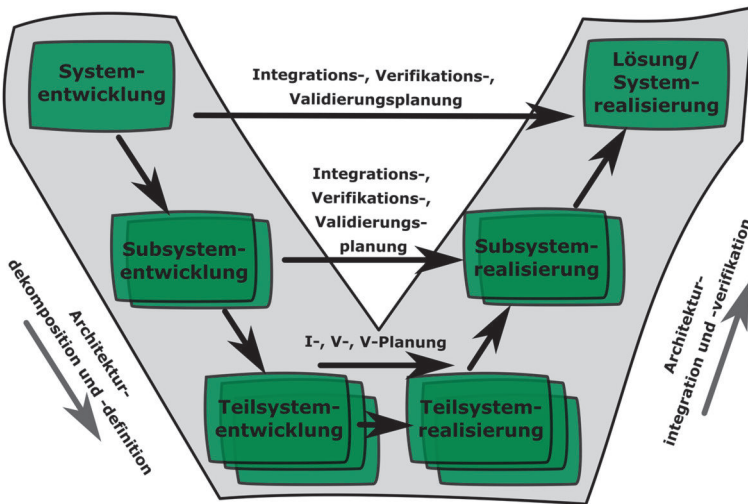 System-
entwicklung
Integrations-, Verifikations-,
Validierungsplanung
Lösung/
System-
realisierung
Integrations-,
Verifikations-,
Validierungs-
planung
Subsystem-
entwicklung
Subsystem-
realisierung
I-, V-, V-Planung
Teilsystem-
entwicklung
Teilsystem-
realisierung
Architektur-
dekomposition und -definition
Architektur-
integration und -verifikation